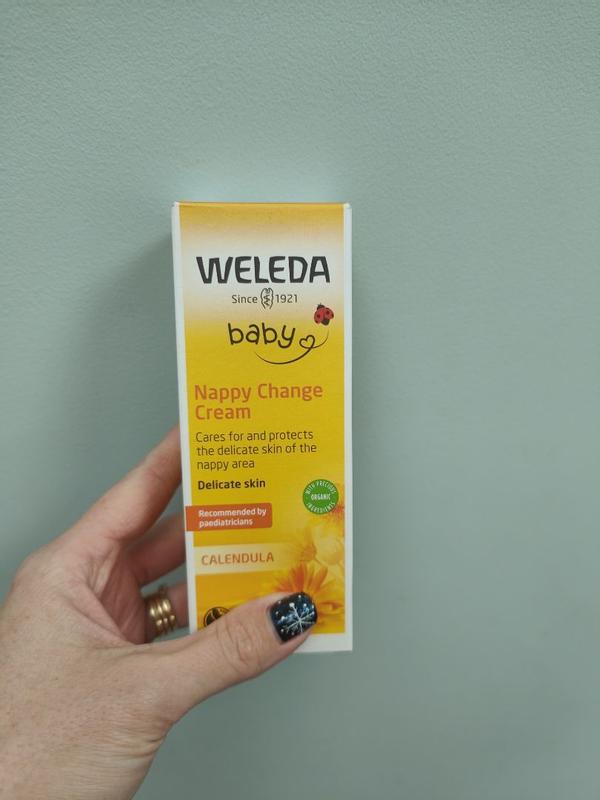 WELEDA
Since 1921
baby
Nappy Change
Cream
Cares for and protects
the delicate skin of the
nappy area
Delicate skin
WITH PRECIOUS
ORGANIC
INGREDIENTS
Recommended by
paediatricians
CALENDULA